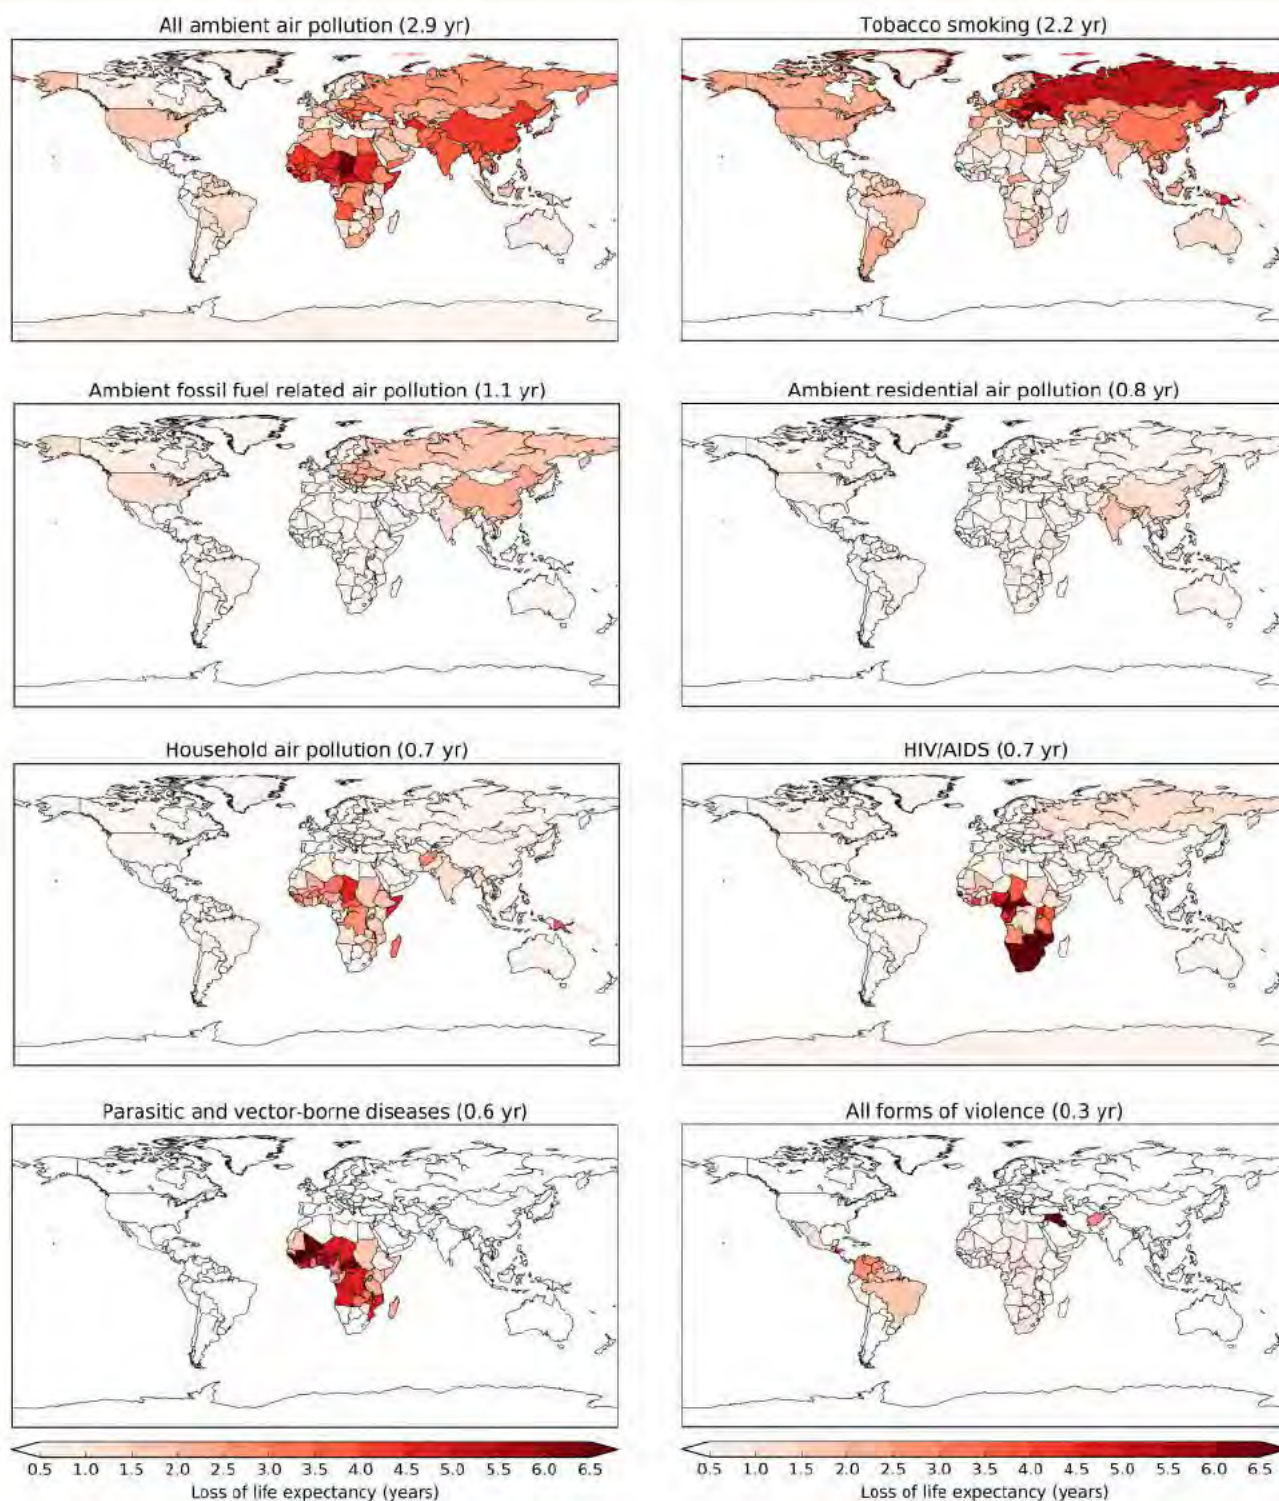 All ambient air pollution (2.9 yr)
Tobacco smoking (2.2 yr)
Ambient fossil fuel related air pollution (1.1 yr)
Ambient residential air pollution (0.8 yr)
Household air pollution (0.7 yr)
HIV/AIDS (0.7 yr)
Parasitic and vector-borne diseases (0.6 yr)
All forms of violence (0.3 yr)
0.5 1.0 1.5 2.0 2.5 3.0 3.5 4.0 4.5 5.0 5.5 6.0 6.5
Loss of life expectancy (years)
0.5 1.0 1.5 2.0 2.5 3.0 3.5 4.0 4.5 5.0 5.5 6.0 6.5
Loss of life expectancy (years)